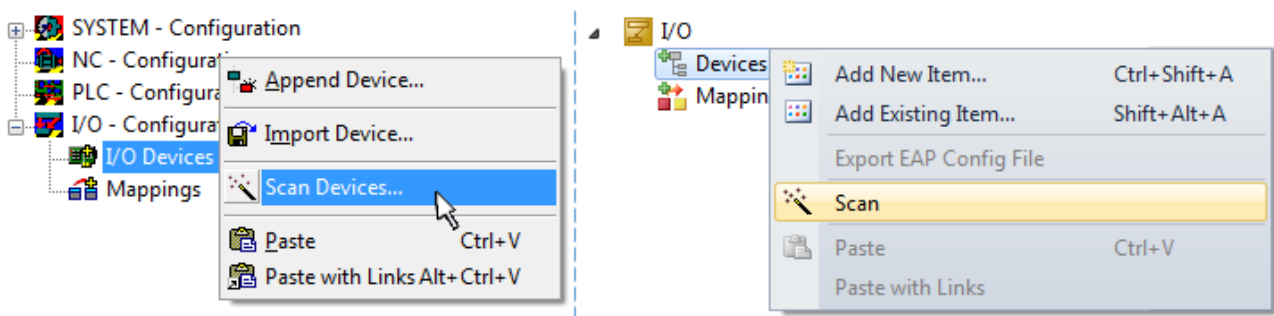 SYSTEM - Configuration
NC - Configurat
PLC - Configura
I/O - Configurat
I/O Devices
Mappings
Append Device...
Import Device...
Scan Devices...
Paste Ctrl+V
Paste with Links Alt+Ctrl+V
I/O
Devices
Mappin
Add New Item... Ctrl+Shift+A
Add Existing Item... Shift+Alt+A
Export EAP Config File
Scan
Paste Ctrl+V
Paste with Links